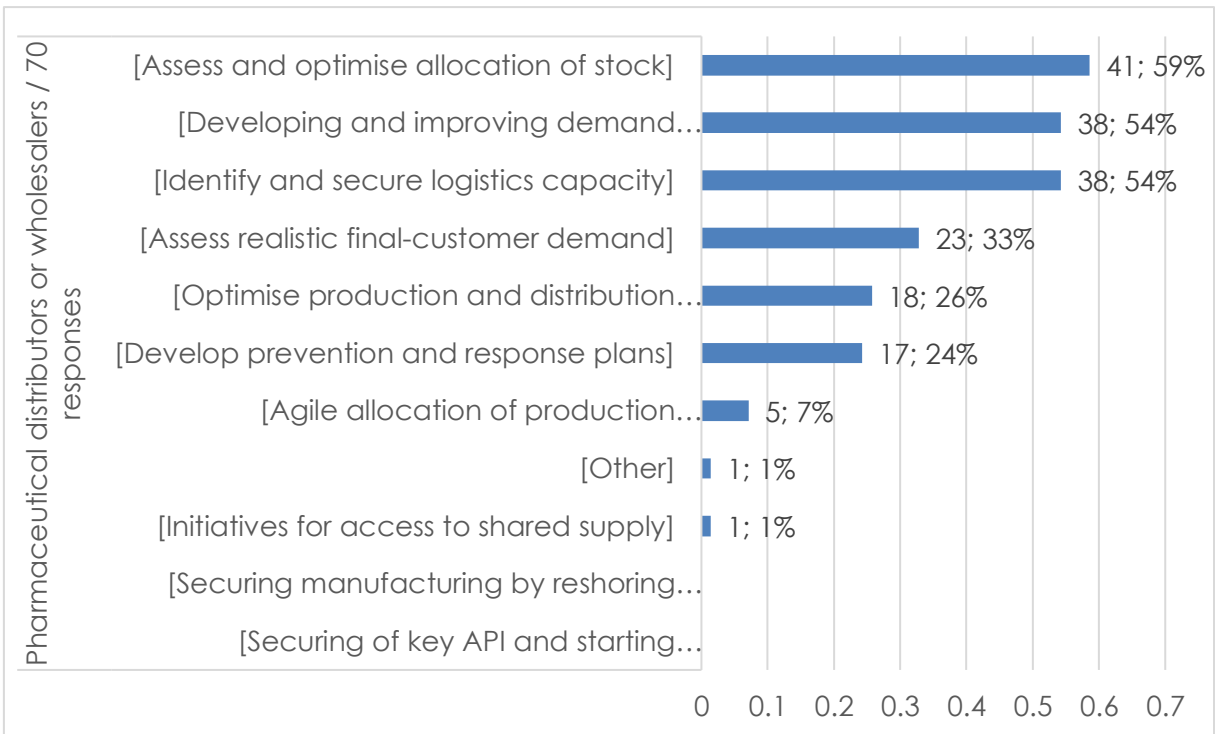 Pharmaceutical distributors or wholesalers / 70
responses
[Assess and optimise allocation of stock]
41; 59%
[Developing and improving demand…
38; 54%
[Identify and secure logistics capacity]
38; 54%
[Assess realistic final-customer demand]
23; 33%
[Optimise production and distribution…
18; 26%
[Develop prevention and response plans]
17; 24%
[Agile allocation of production…
5; 7%
[Other]
1; 1%
[Initiatives for access to shared supply]
1; 1%
[Securing manufacturing by reshoring…
[Securing of key API and starting…
0 0.1 0.2 0.3 0.4 0.5 0.6 0.7